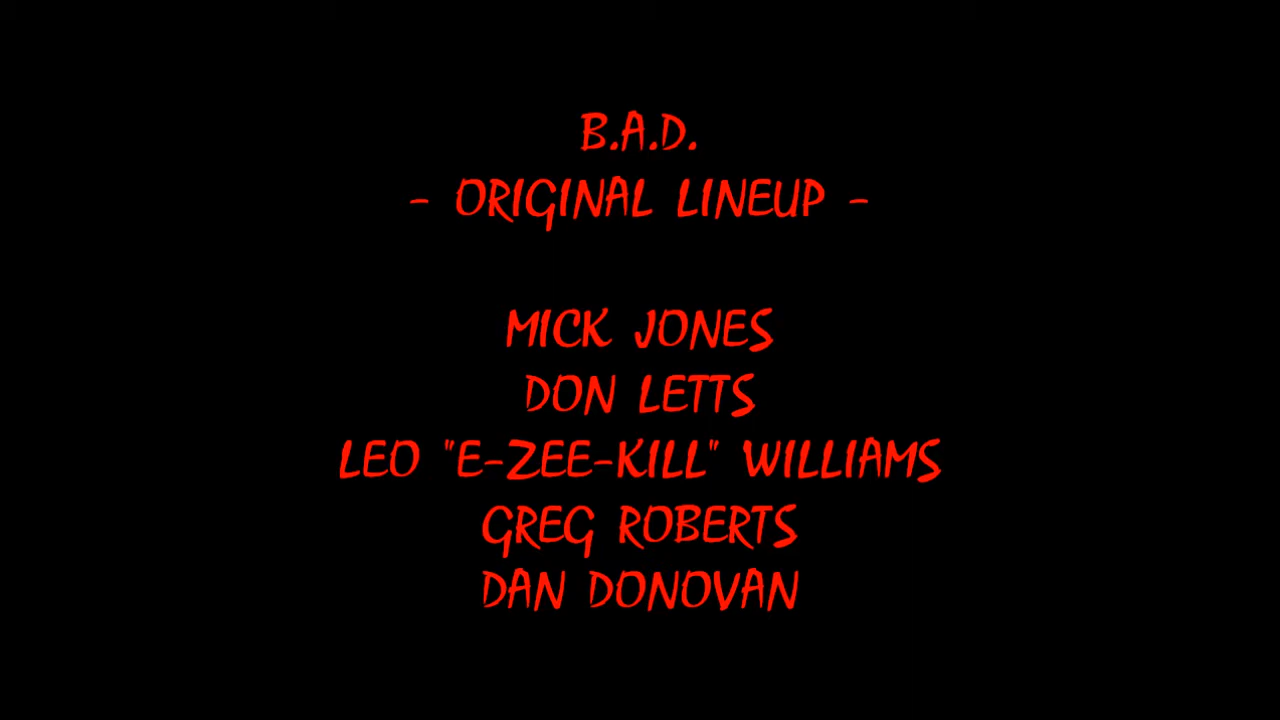 B.A.D.
- ORIGINAL LINEUP -
MICK JONES
DON LETTS
LEO "E-ZEE-KILL" WILLIAMS
GREG ROBERTS
DAN DONOVAN